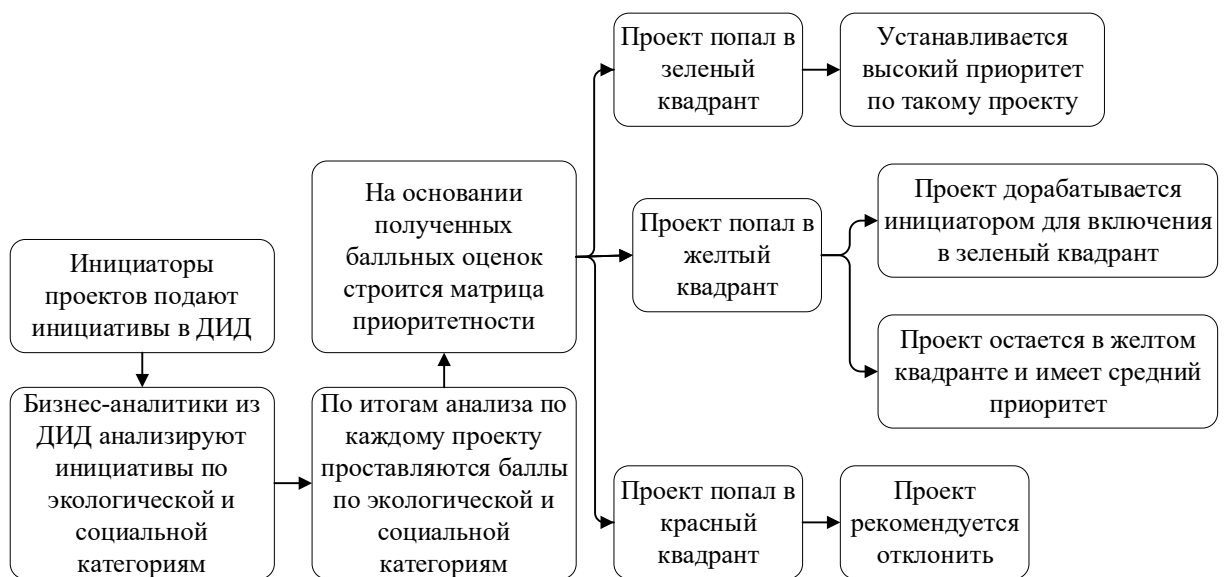 Инициаторы
проектов подают
инициативы в ДИД
Бизнес-аналитики из
ДИД анализируют
инициативы по
экологической и
социальной
категориям
По итогам анализа по
каждому проекту
проставляются баллы
по экологической и
социальной
категориям
На основании
полученных
балльных оценок
строится матрица
приоритетности
Проект попал в
зеленый
квадрант
Устанавливается
высокий приоритет
по такому проекту
Проект попал в
желтый
квадрант
Проект дорабатывается
инициатором для включения
в зеленый квадрант
Проект остается в желтом
квадранте и имеет средний
приоритет
Проект попал в
красный
квадрант
Проект
рекомендуется
отклонить